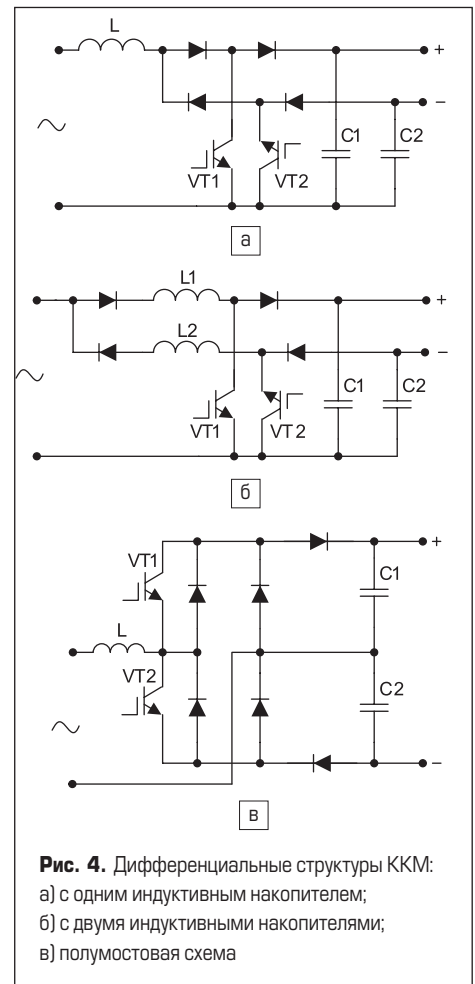 L
+
−
C1
C2
VT1
VT2
а
L1
L2
+
−
C1
C2
VT1
VT 2
б
VT1
+
C1
L
VT2
C2
−
в
Рис. 4. Дифференциальные структуры ККМ:
а) с одним индуктивным накопителем;
б) с двумя индуктивными накопителями;
в) полумостовая схема